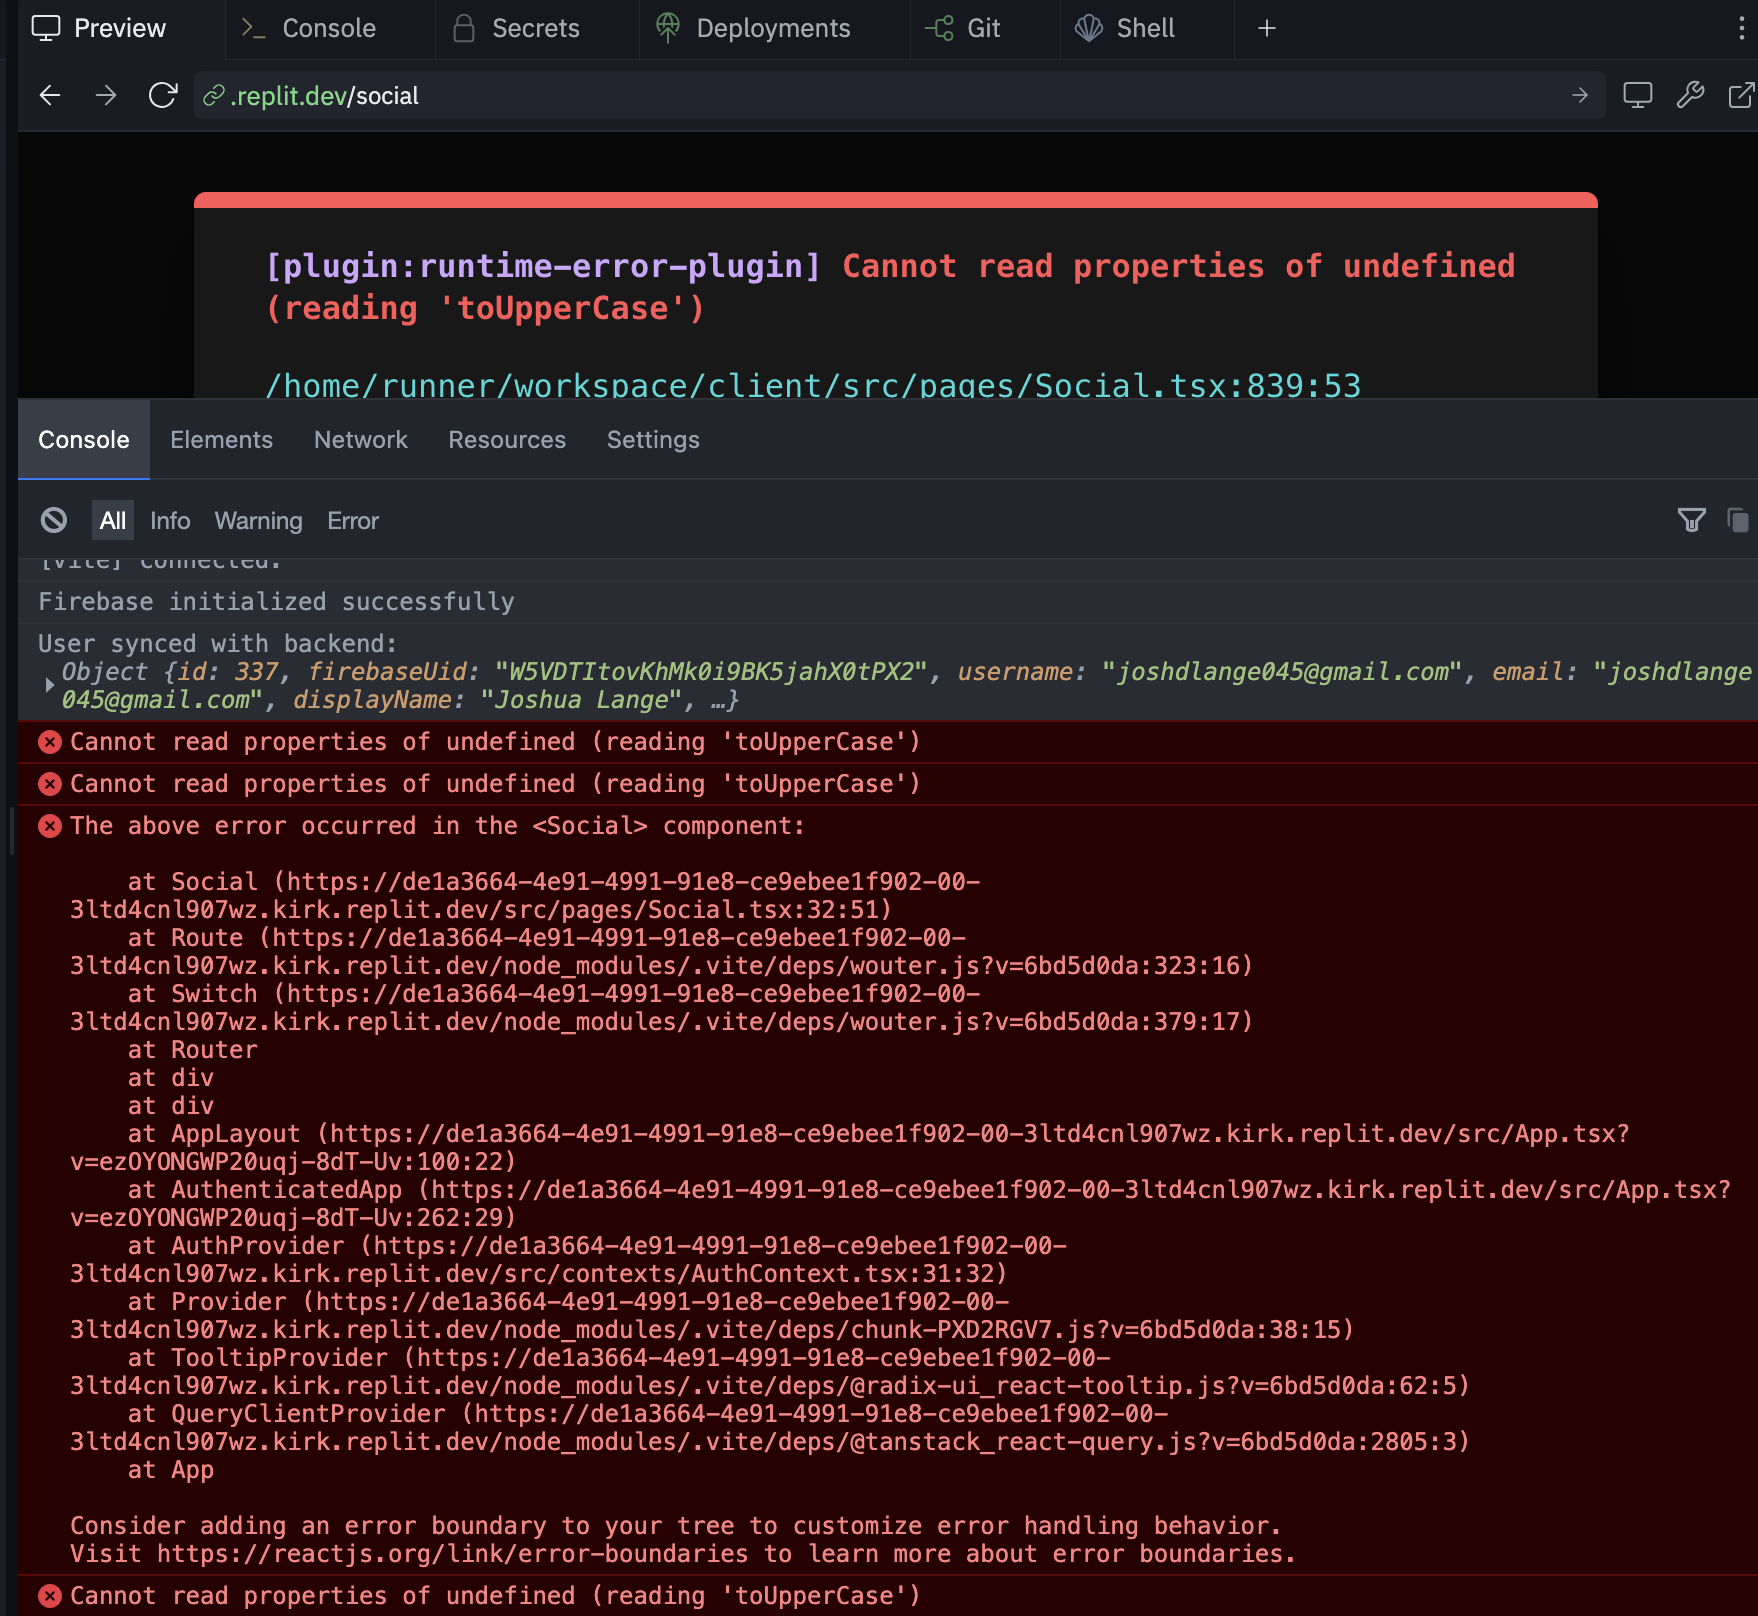 Preview
Console
Secrets
Deployments
Git
Shell
.replit.dev/social
[plugin:runtime-error-plugin] Cannot read properties of undefined
(reading 'toUpperCase')
/home/runner/workspace/client/src/pages/Social.tsx:839:53
Console
Elements
Network
Resources
Settings
All
Info
Warning
Error
[vite] connected.
Firebase initialized successfully
User synced with backend:
Object {id: 337, firebaseUid: "W5VDTItovKhMk0i9BK5jahX0tPX2", username: "joshdlange045@gmail.com", email: "joshdlange
045@gmail.com", displayName: "Joshua Lange", …}
Cannot read properties of undefined (reading 'toUpperCase')
Cannot read properties of undefined (reading 'toUpperCase')
The above error occurred in the <Social> component:
at Social (https://de1a3664-4e91-4991-91e8-ce9ebee1f902-00-
3ltd4cnl907wz.kirk.replit.dev/src/pages/Social.tsx:32:51)
at Route (https://de1a3664-4e91-4991-91e8-ce9ebee1f902-00-
3ltd4cnl907wz.kirk.replit.dev/node_modules/.vite/deps/wouter.js?v=6bd5d0da:323:16)
at Switch (https://de1a3664-4e91-4991-91e8-ce9ebee1f902-00-
3ltd4cnl907wz.kirk.replit.dev/node_modules/.vite/deps/wouter.js?v=6bd5d0da:379:17)
at Router
at div
at div
at AppLayout (https://de1a3664-4e91-4991-91e8-ce9ebee1f902-00-3ltd4cnl907wz.kirk.replit.dev/src/App.tsx?
v=ezOYONGWP20uqj-8dT-Uv:100:22)
at AuthenticatedApp (https://de1a3664-4e91-4991-91e8-ce9ebee1f902-00-3ltd4cnl907wz.kirk.replit.dev/src/App.tsx?
v=ezOYONGWP20uqj-8dT-Uv:262:29)
at AuthProvider (https://de1a3664-4e91-4991-91e8-ce9ebee1f902-00-
3ltd4cnl907wz.kirk.replit.dev/src/contexts/AuthContext.tsx:31:32)
at Provider (https://de1a3664-4e91-4991-91e8-ce9ebee1f902-00-
3ltd4cnl907wz.kirk.replit.dev/node_modules/.vite/deps/chunk-PXD2RGV7.js?v=6bd5d0da:38:15)
at TooltipProvider (https://de1a3664-4e91-4991-91e8-ce9ebee1f902-00-
3ltd4cnl907wz.kirk.replit.dev/node_modules/.vite/deps/@radix-ui_react-tooltip.js?v=6bd5d0da:62:5)
at QueryClientProvider (https://de1a3664-4e91-4991-91e8-ce9ebee1f902-00-
3ltd4cnl907wz.kirk.replit.dev/node_modules/.vite/deps/@tanstack_react-query.js?v=6bd5d0da:2805:3)
at App
Consider adding an error boundary to your tree to customize error handling behavior.
Visit https://reactjs.org/link/error-boundaries to learn more about error boundaries.
Cannot read properties of undefined (reading 'toUpperCase')